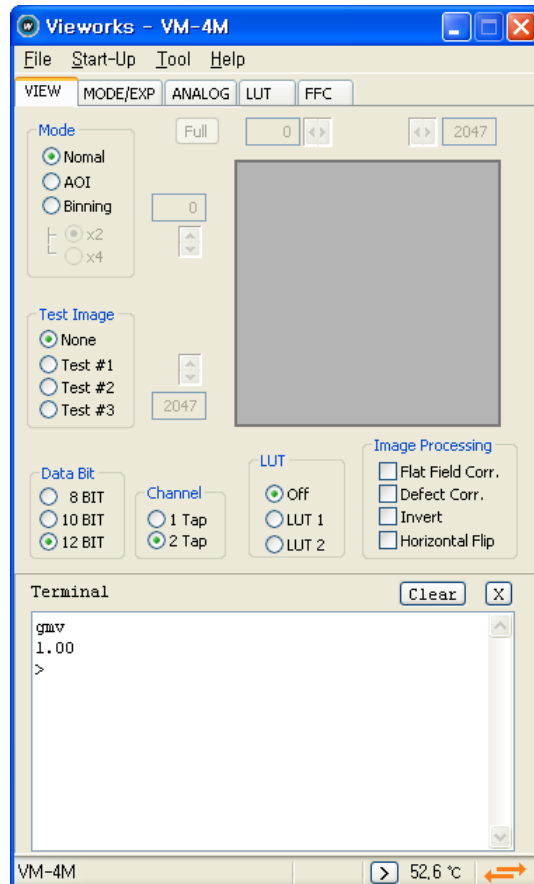 Vieworks - VM-4M
File Start-Up Tool Help
VIEW MODE/EXP ANALOG LUT FFC
Mode
Nomal
AOI
Binning
x2
x4
Full
0
2047
0
Test Image
None
Test #1
Test #2
Test #3
2047
Data Bit
8 BIT
10 BIT
12 BIT
Channel
1 Tap
2 Tap
LUT
Off
LUT 1
LUT 2
Image Processing
Flat Field Corr.
Defect Corr.
Invert
Horizontal Flip
Terminal
Clear X
gmv
1.00
>
VM-4M > 52,6 ℃